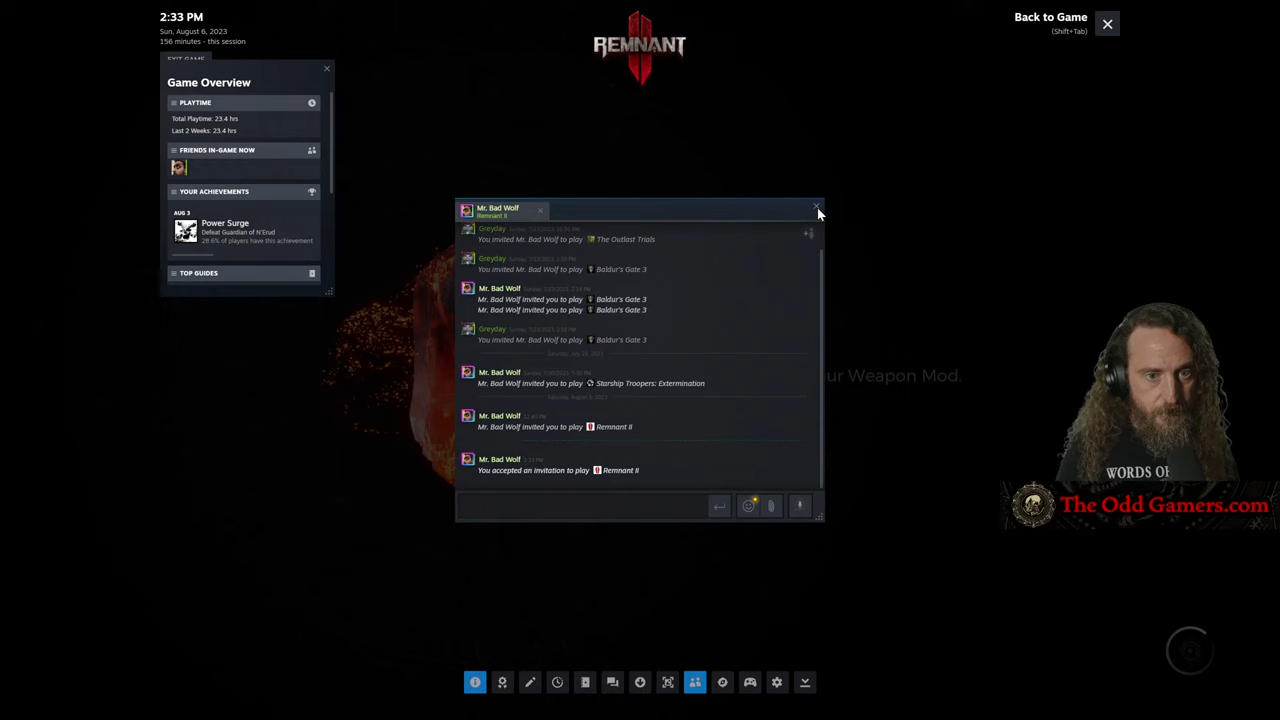 2:33 PM
Sun, August 6, 2023
156 minutes - this session
EXIT GAME
Game Overview
PLAYTIME
Total Playtime: 23.4 hrs
Last 2 Weeks: 23.4 hrs
FRIENDS IN-GAME NOW
YOUR ACHIEVEMENTS
AUG 3
Power Surge
Defeat Guardian of N'Erud
28.6% of players have this achievement
TOP GUIDES
REMNANT II
Back to Game
(Shift+Tab)
Mr. Bad Wolf
Remnant II
Greyday
You invited Mr. Bad Wolf to play The Outlast Trials
Greyday
You invited Mr. Bad Wolf to play Baldur's Gate 3
Mr. Bad Wolf
Mr. Bad Wolf invited you to play Baldur's Gate 3
Mr. Bad Wolf invited you to play Baldur's Gate 3
Greyday
You invited Mr. Bad Wolf to play Baldur's Gate 3
Mr. Bad Wolf
Mr. Bad Wolf invited you to play Starship Troopers: Extermination
Mr. Bad Wolf
Mr. Bad Wolf invited you to play Remnant II
Mr. Bad Wolf
You accepted an invitation to play Remnant II
our Weapon Mod.
WORDS OF
The Odd Gamers.com